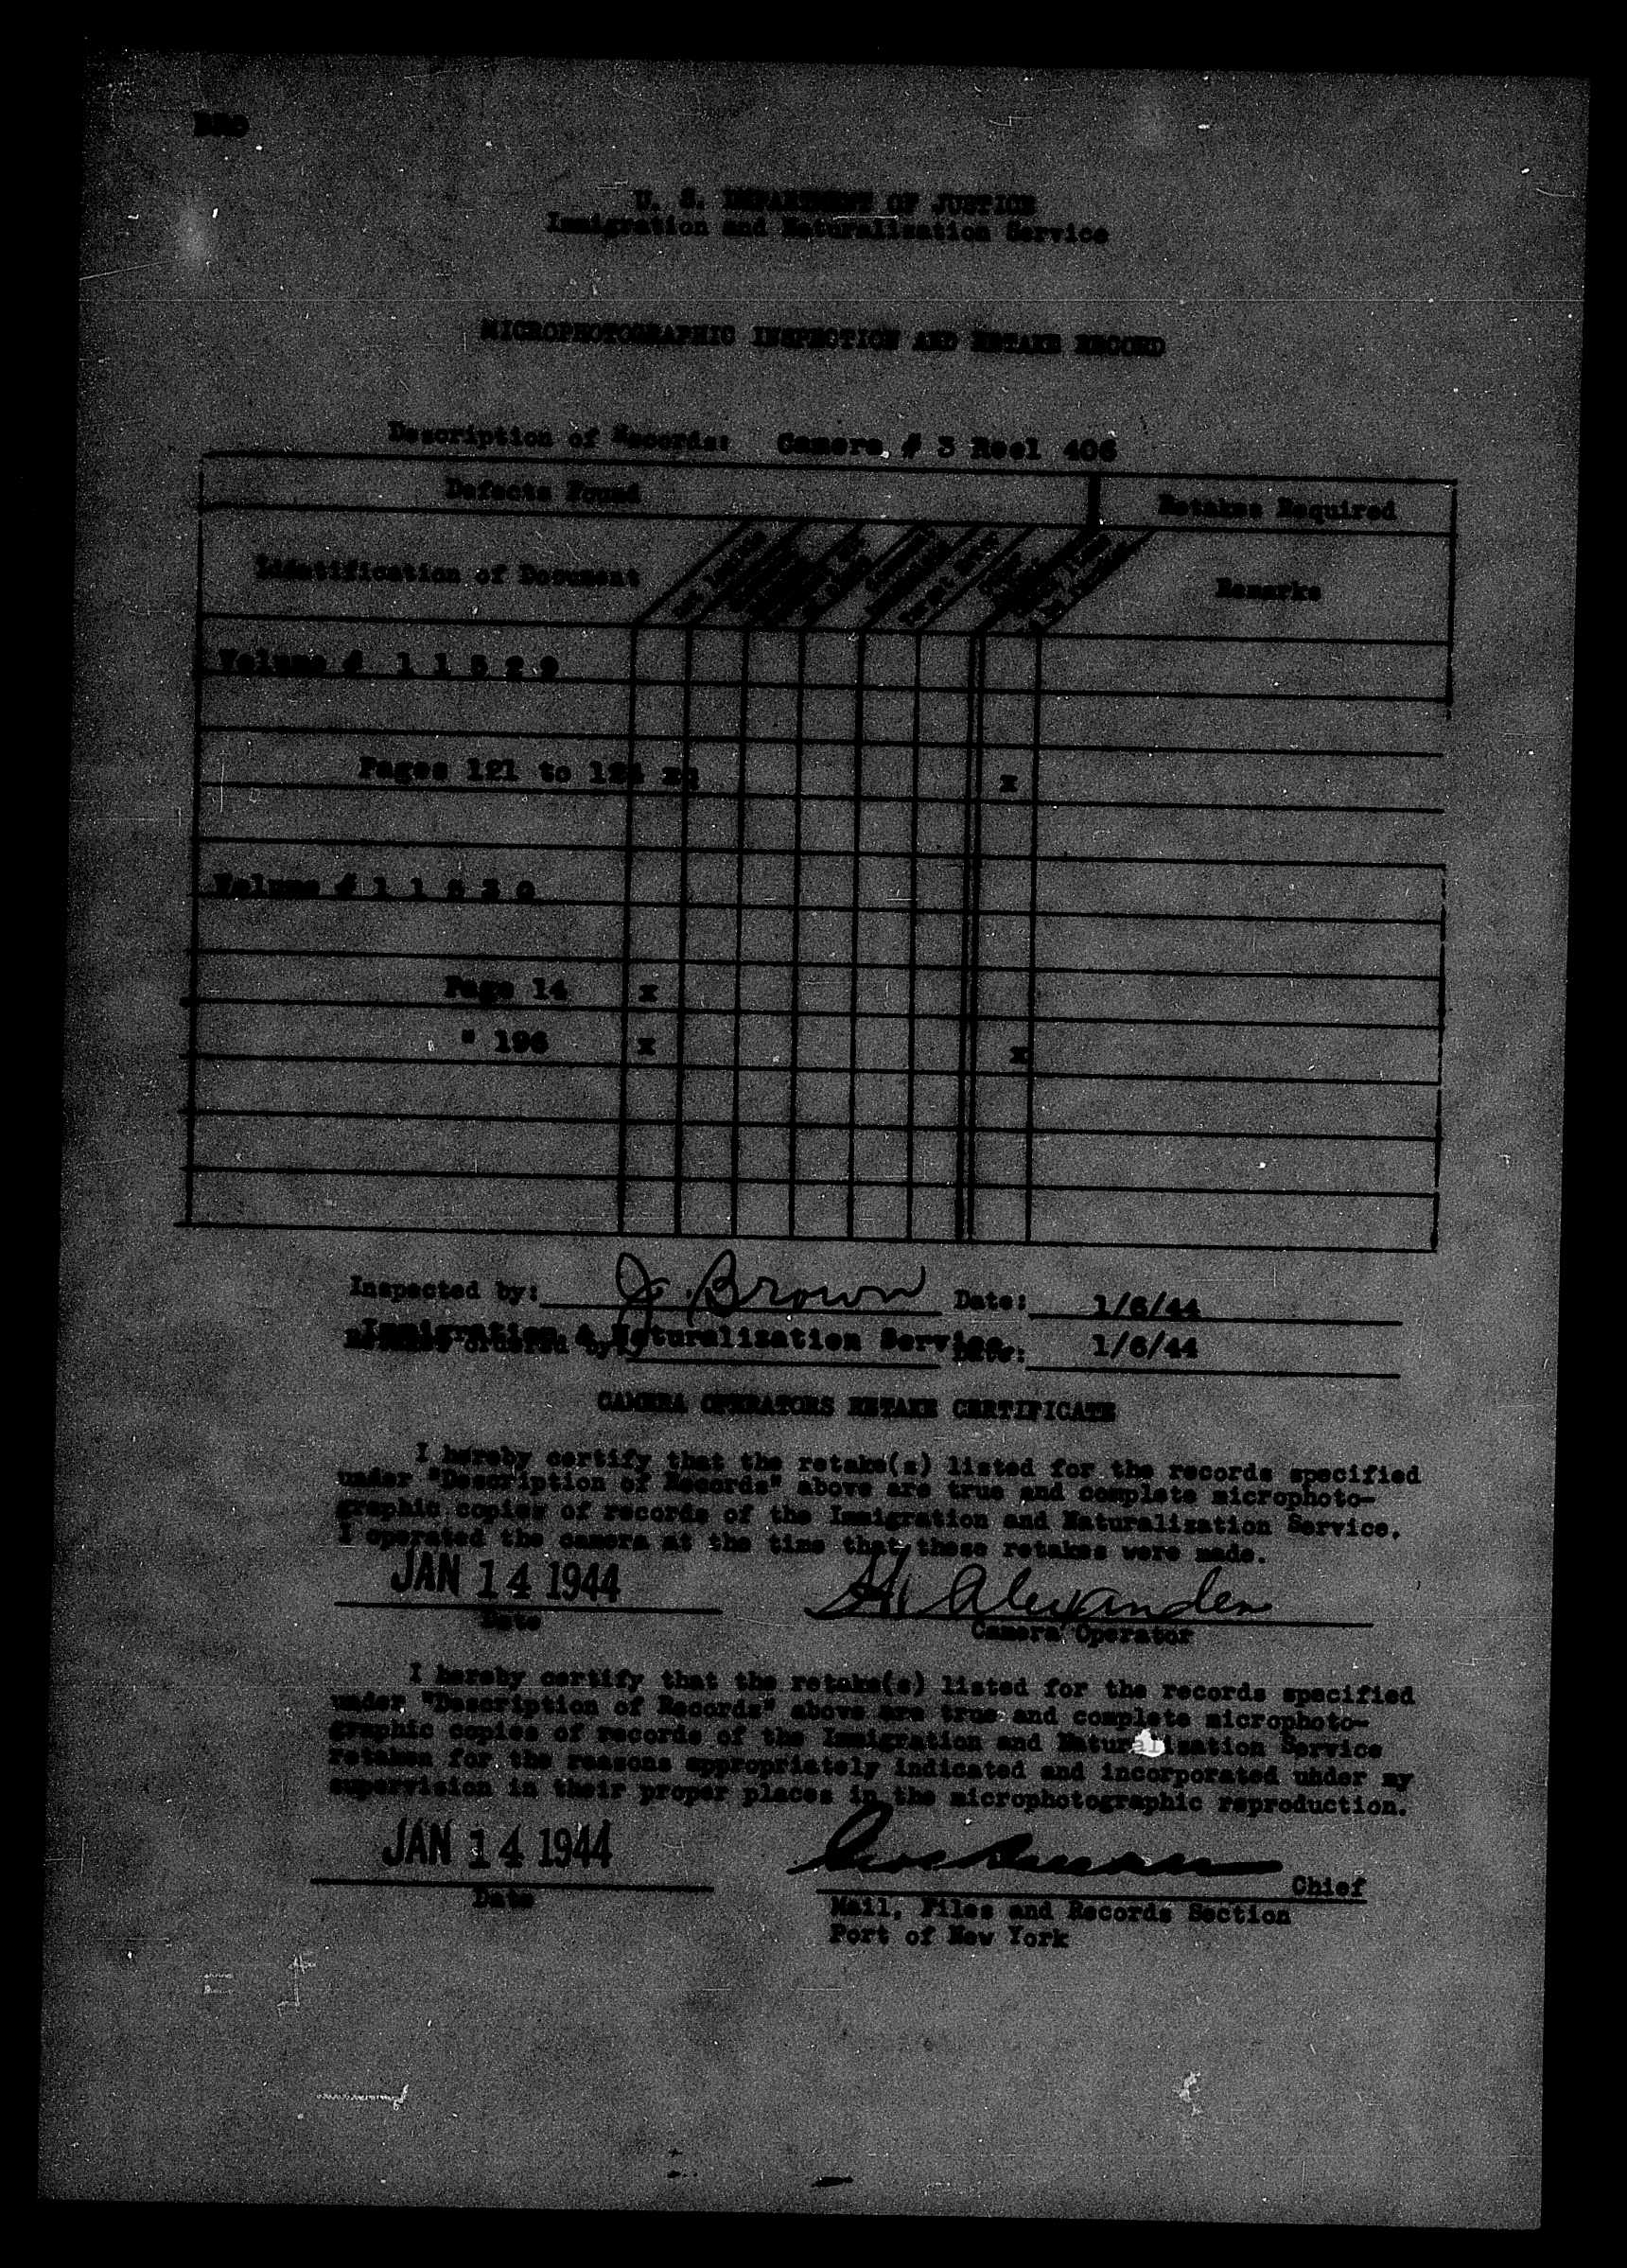 U. S. DEPARTMENT OF JUSTICE
Immigration and Naturalization Service
MICROPHOTOGRAPHIC INSPECTION AND RETAKE RECORD
Description of Records: Camera # 3 Reel 406
Defects Found
Retakes Required
Identification of Document
Remarks
Volume # 1 1 5 2 9
Pages 121 to x
Volume # 1 1 5 3 0
Page 14 x
" 196 x x
Inspected by: J. Brown Date: 1/6/44
Immigration & Naturalization Service
Retakes ordered by: Date: 1/6/44
CAMERA OPERATORS RETAKE CERTIFICATE
I hereby certify that the retake(s) listed for the records specified
under "Description of Records" above are true and complete microphoto-
graphic copies of records of the Immigration and Naturalization Service.
I operated the camera at the time that these retakes were made.
JAN 14 1944 Alexander
Date Camera Operator
I hereby certify that the retake(s) listed for the records specified
under "Description of Records" above are true and complete microphoto-
graphic copies of records of the Immigration and Naturalization Service
retaken for the reasons appropriately indicated and incorporated under my
supervision in their proper places in the microphotographic reproduction.
JAN 14 1944
Chief
Date
Mail, Files and Records Section
Port of New York